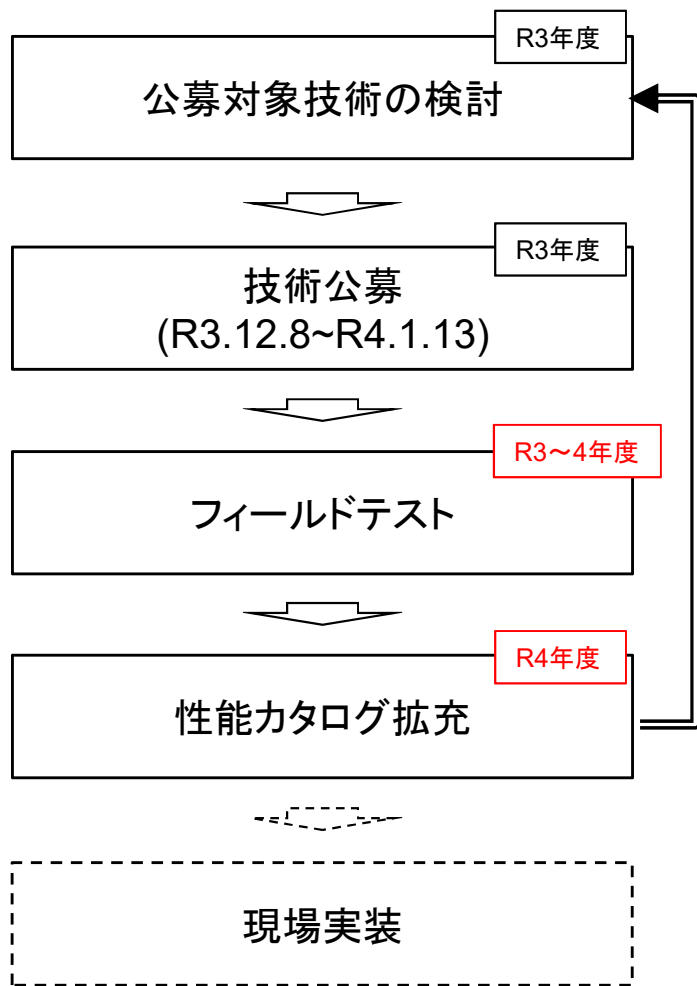 R3年度
公募対象技術の検討
R3年度
技術公募
(R3.12.8~R4.1.13)
R3～4年度
フィールドテスト
R4年度
性能カタログ拡充
現場実装